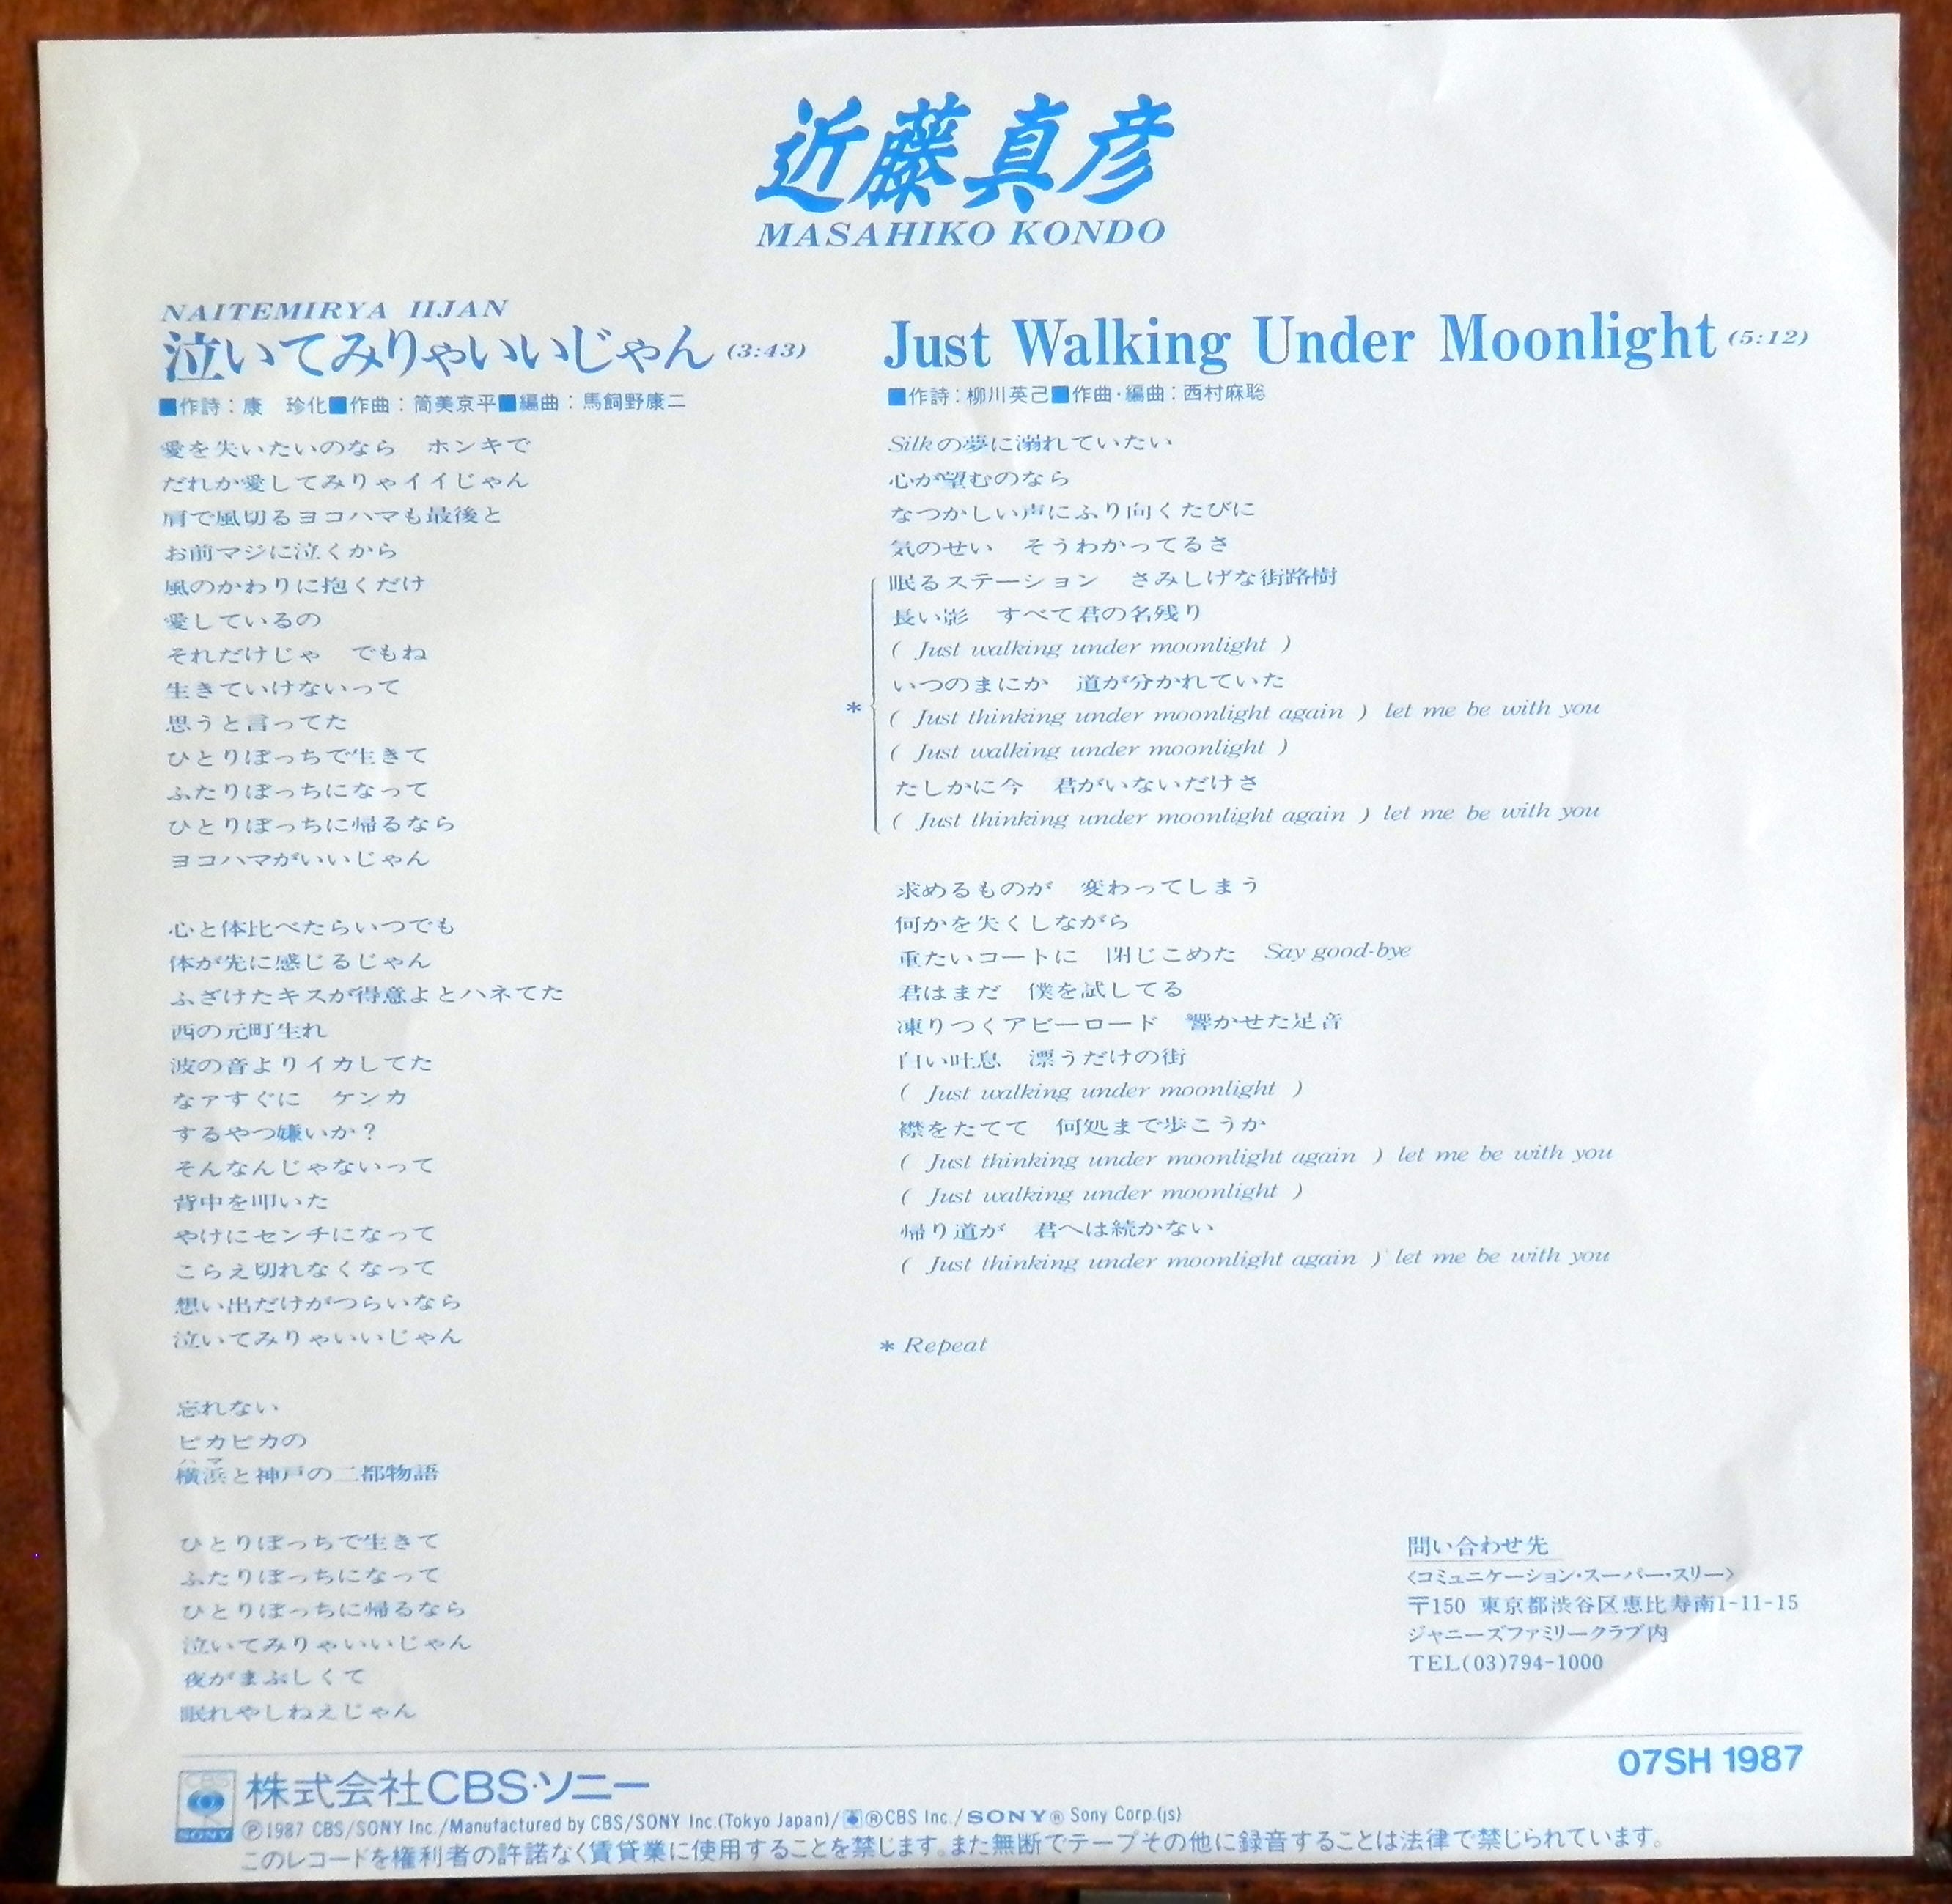 近藤真彦
MASAHIKO KONDO
NAITEMIRYA IIJAN
泣いてみりゃいいじゃん (3:43)
■作詩：康　珍化■作曲：筒美京平■編曲：馬飼野康二
愛を失いたいのなら　ホンキで
だれか愛してみりゃイイじゃん
肩で風切るヨコハマも最後と
お前マジに泣くから
風のかわりに抱くだけ
愛しているの
それだけじゃ　でもね
生きていけないって
思うと言ってた
ひとりぼっちで生きて
ふたりぼっちになって
ひとりぼっちに帰るなら
ヨコハマがいいじゃん
心と体比べたらいつでも
体が先に感じるじゃん
ふざけたキスが得意よとハネてた
西の元町生れ
波の音よりイカしてた
なァすぐに　ケンカ
するやつ嫌いか？
そんなんじゃないって
背中を叩いた
やけにセンチになって
こらえ切れなくなって
想い出だけがつらいなら
泣いてみりゃいいじゃん
忘れない
ピカピカの
ハマ
横浜と神戸の二都物語
ひとりぼっちで生きて
ふたりぼっちになって
ひとりぼっちに帰るなら
泣いてみりゃいいじゃん
夜がまぶしくて
眠れやしねえじゃん
Just Walking Under Moonlight (5:12)
■作詩：柳川英己■作曲・編曲：西村麻聡
Silkの夢に溺れていたい
心が望むのなら
なつかしい声にふり向くたびに
気のせい　そうわかってるさ
眠るステーション　さみしげな街路樹
長い影　すべて君の名残り
( Just walking under moonlight )
いつのまにか　道が分かれていた
* ( Just thinking under moonlight again ) let me be with you
( Just walking under moonlight )
たしかに今　君がいないだけさ
( Just thinking under moonlight again ) let me be with you
求めるものが　変わってしまう
何かを失くしながら
重たいコートに　閉じこめた　Say good-bye
君はまだ　僕を試してる
凍りつくアビーロード　響かせた足音
白い吐息　漂うだけの街
( Just walking under moonlight )
襟をたてて　何処まで歩こうか
( Just thinking under moonlight again ) let me be with you
( Just walking under moonlight )
帰り道が　君へは続かない
( Just thinking under moonlight again ) let me be with you
* Repeat
問い合わせ先
〈コミュニケーション・スーパー・スリー〉
〒150 東京都渋谷区恵比寿南1-11-15
ジャニーズファミリークラブ内
TEL(03)794-1000
07SH 1987
CBS
SONY
株式会社CBS・ソニー
Ⓟ1987 CBS/SONY Inc./Manufactured by CBS/SONY Inc.(Tokyo Japan)/®CBS Inc./SONY® Sony Corp.(js)
このレコードを権利者の許諾なく賃貸業に使用することを禁じます。また無断でテープその他に録音することは法律で禁じられています。